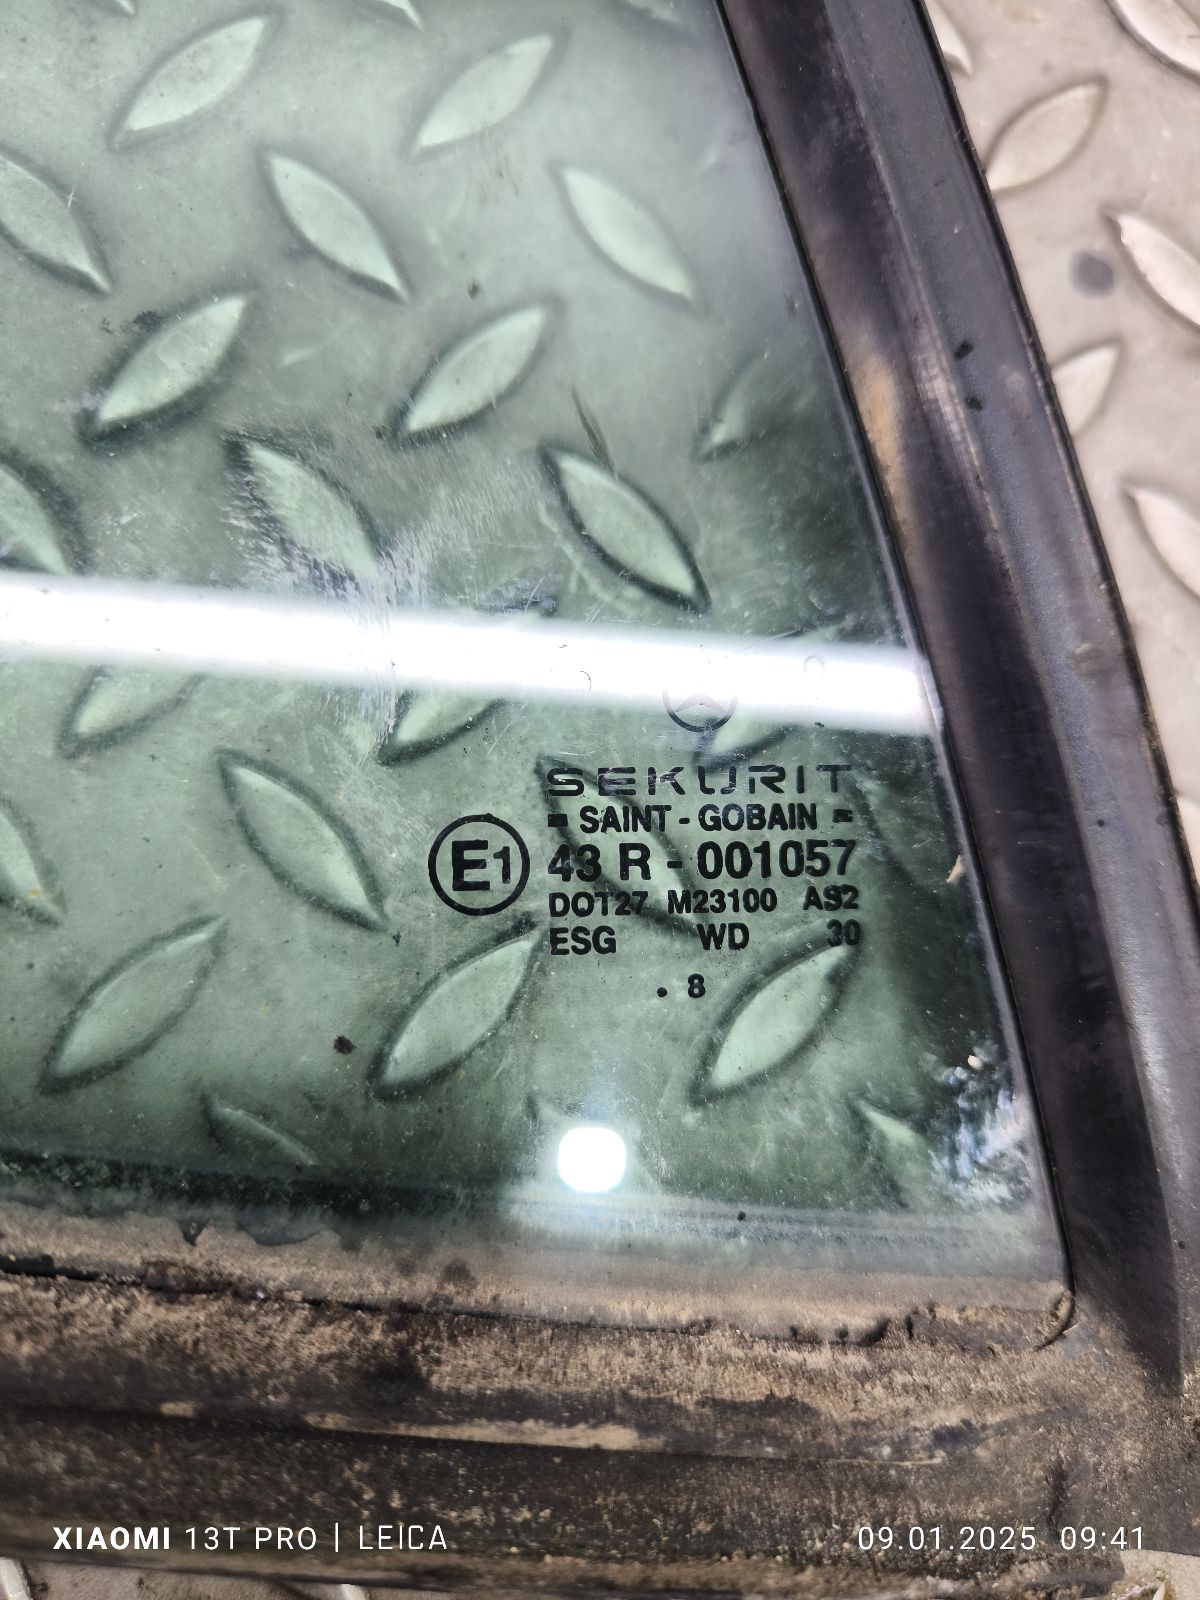 SEKURIT
SAINT-GOBAIN
E1
43 R - 001057
DOT27 M23100 AS2
ESG WD 30
. 8
XIAOMI 13T PRO | LEICA
09.01.2025 09:41